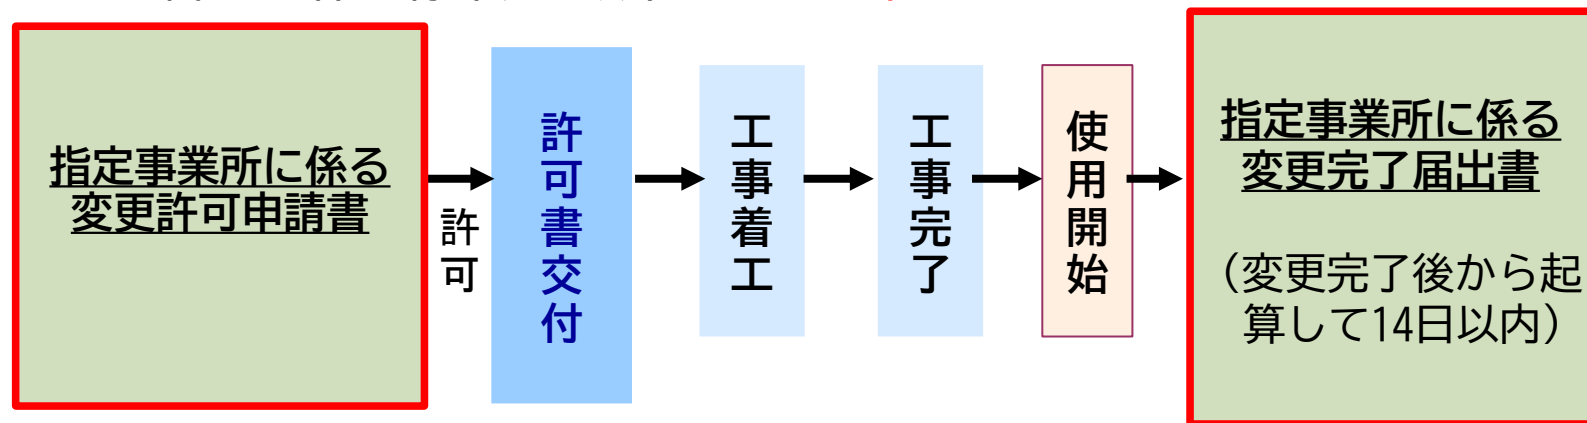 指定事業所に係る
変更許可申請書
許可
許可書交付
工事着工
工事完了
使用開始
指定事業所に係る
変更完了届出書
（変更完了後から起
算して14日以内）